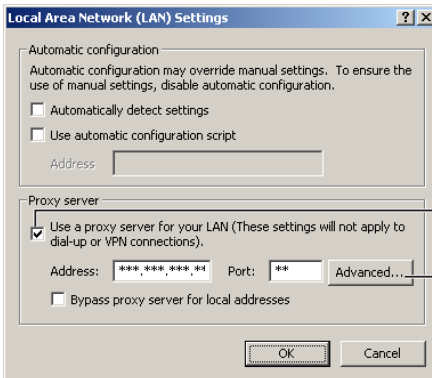 Local Area Network (LAN) Settings
Automatic configuration
Automatic configuration may override manual settings. To ensure the
use of manual settings, disable automatic configuration.
Automatically detect settings
Use automatic configuration script
Address
Proxy server
Use a proxy server for your LAN (These settings will not apply to
dial-up or VPN connections).
Address: ***.***.***.** Port: ** Advanced...
Bypass proxy server for local addresses
OK Cancel